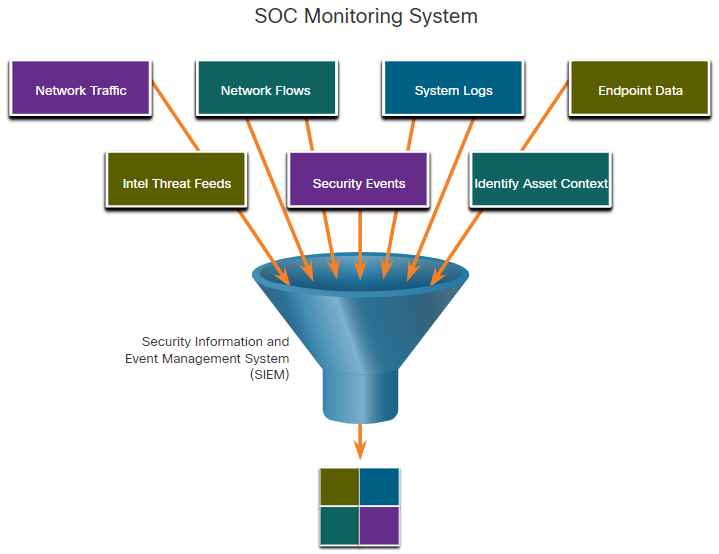 SOC Monitoring System
Network Traffic
Network Flows
System Logs
Endpoint Data
Intel Threat Feeds
Security Events
Identify Asset Context
Security Information and
Event Management System
(SIEM)